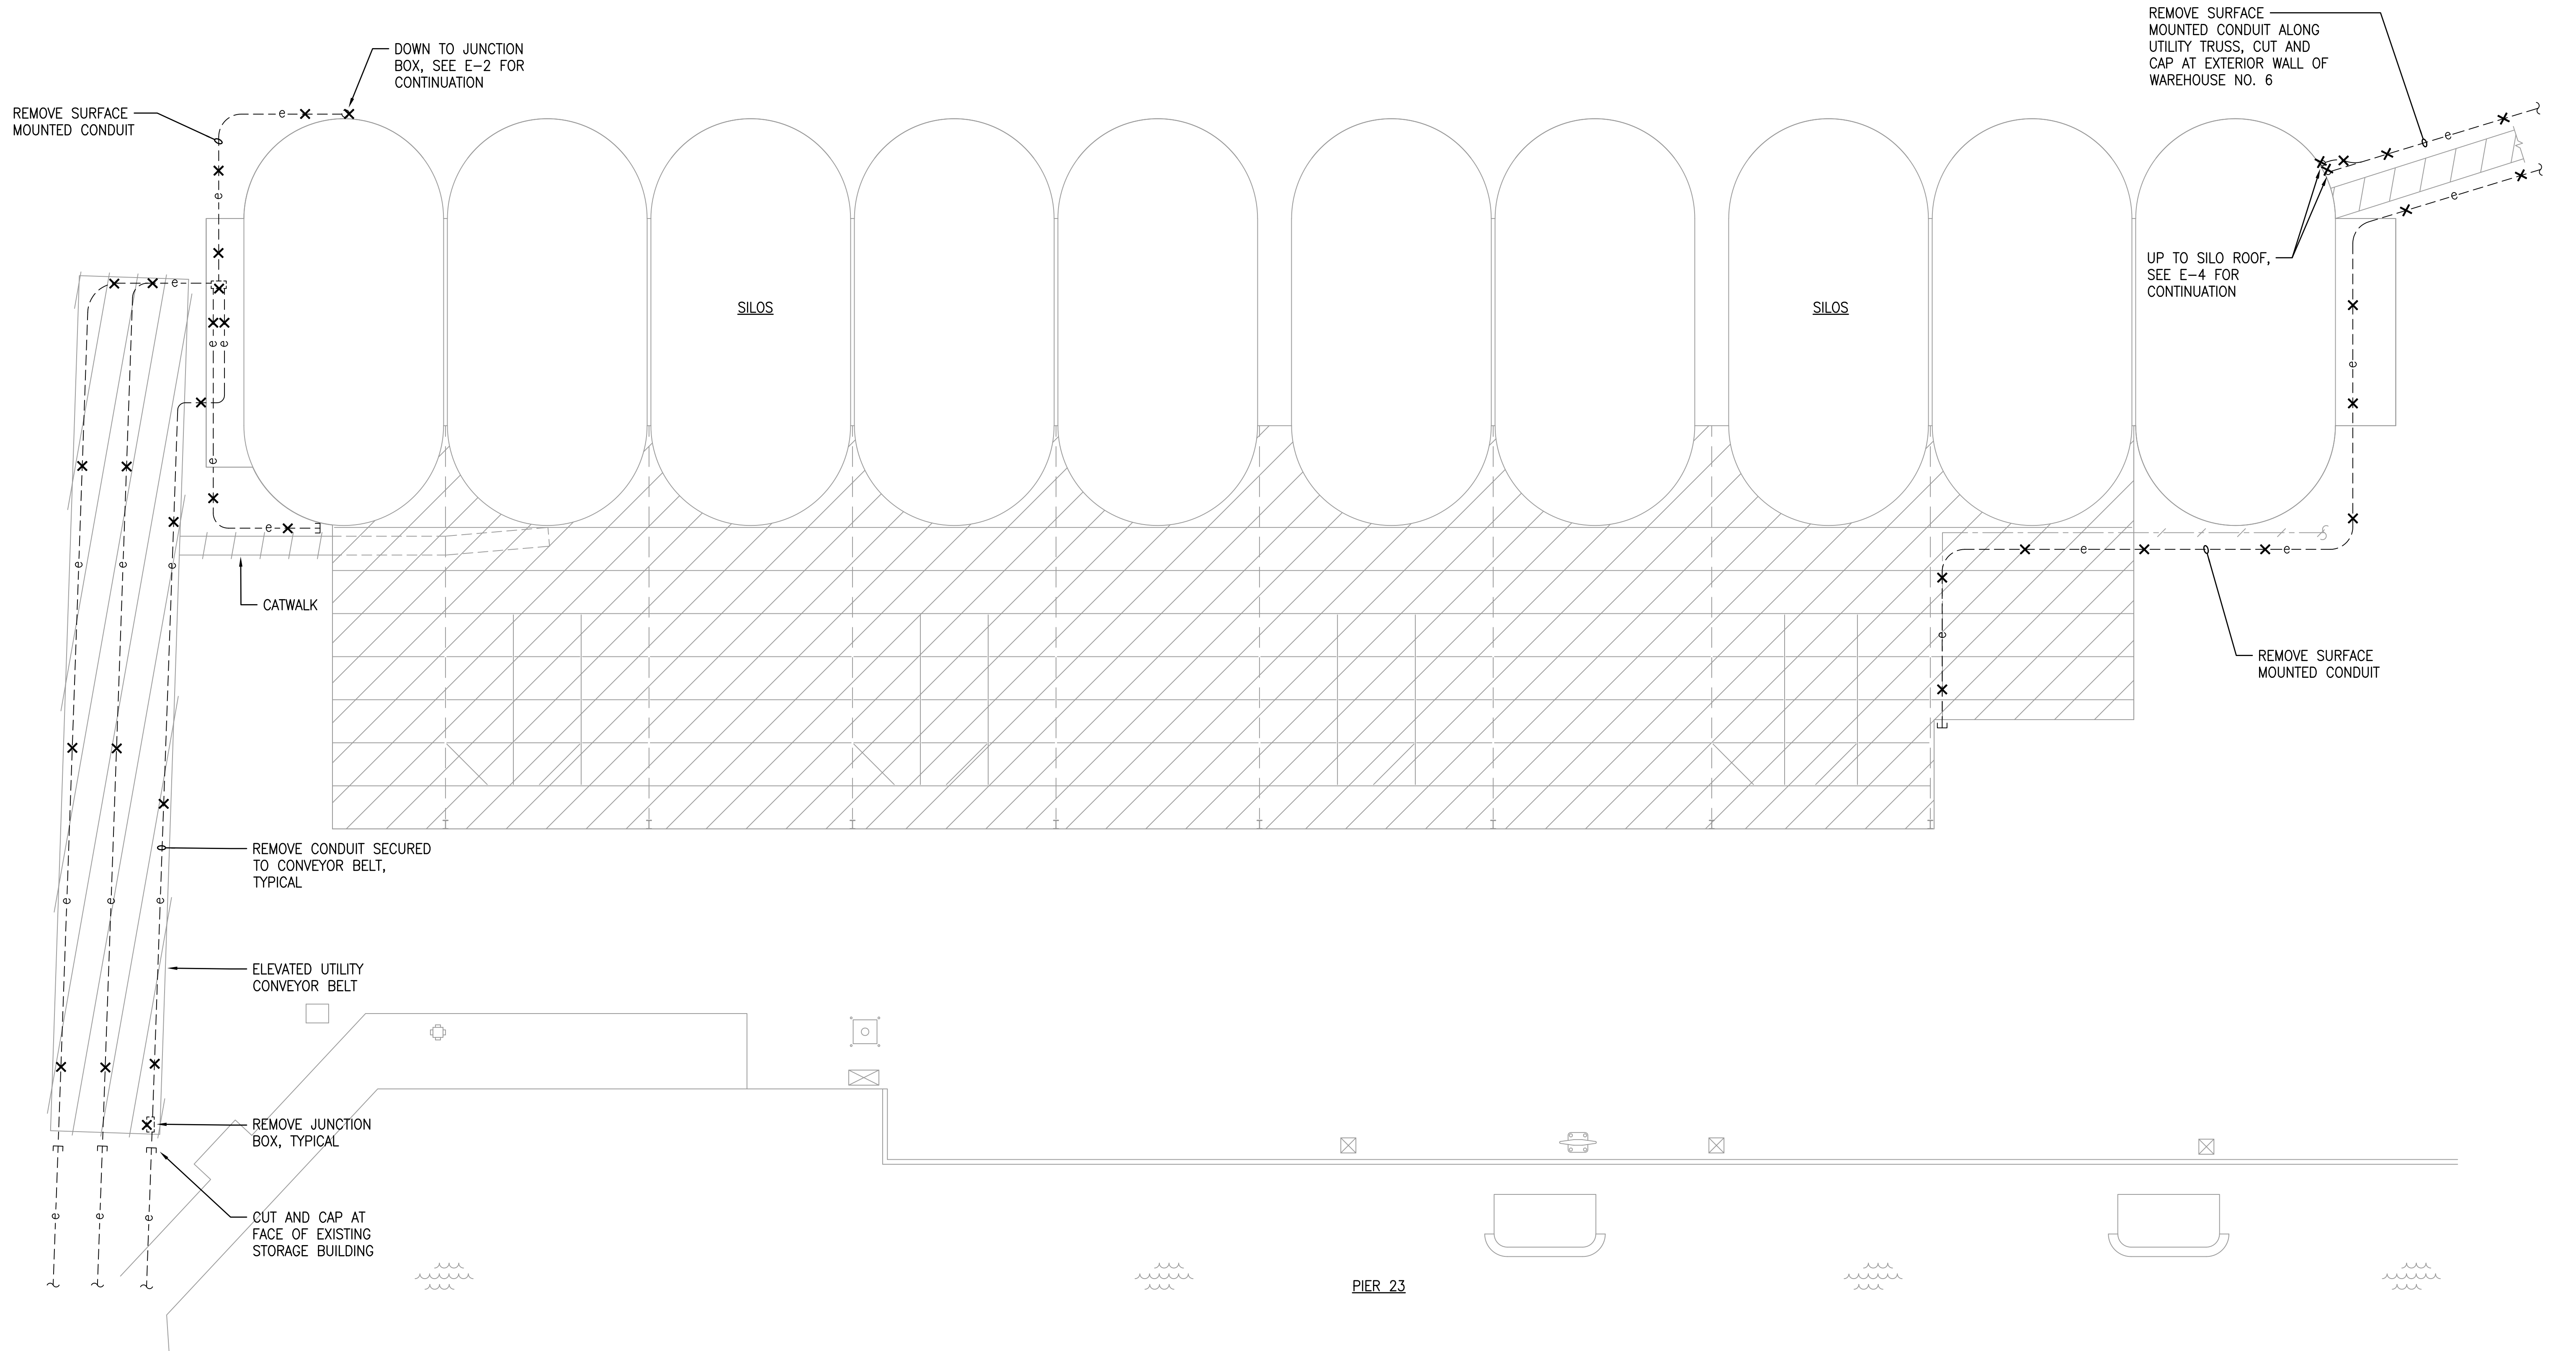 REMOVE SURFACE
MOUNTED CONDUIT ALONG
UTILITY TRUSS, CUT AND
CAP AT EXTERIOR WALL OF
WAREHOUSE NO. 6
DOWN TO JUNCTION
BOX, SEE E-2 FOR
CONTINUATION
REMOVE SURFACE
MOUNTED CONDUIT
e
e
e
e
e
UP TO SILO ROOF,
SEE E-4 FOR
CONTINUATION
e
SILOS
SILOS
e
e
e
e
e
e
e
e
e
e
CATWALK
e
REMOVE SURFACE
MOUNTED CONDUIT
REMOVE CONDUIT SECURED
TO CONVEYOR BELT,
TYPICAL
e
e
e
ELEVATED UTILITY
CONVEYOR BELT
REMOVE JUNCTION
BOX, TYPICAL
CUT AND CAP AT
FACE OF EXISTING
STORAGE BUILDING
e
e
e
PIER 23